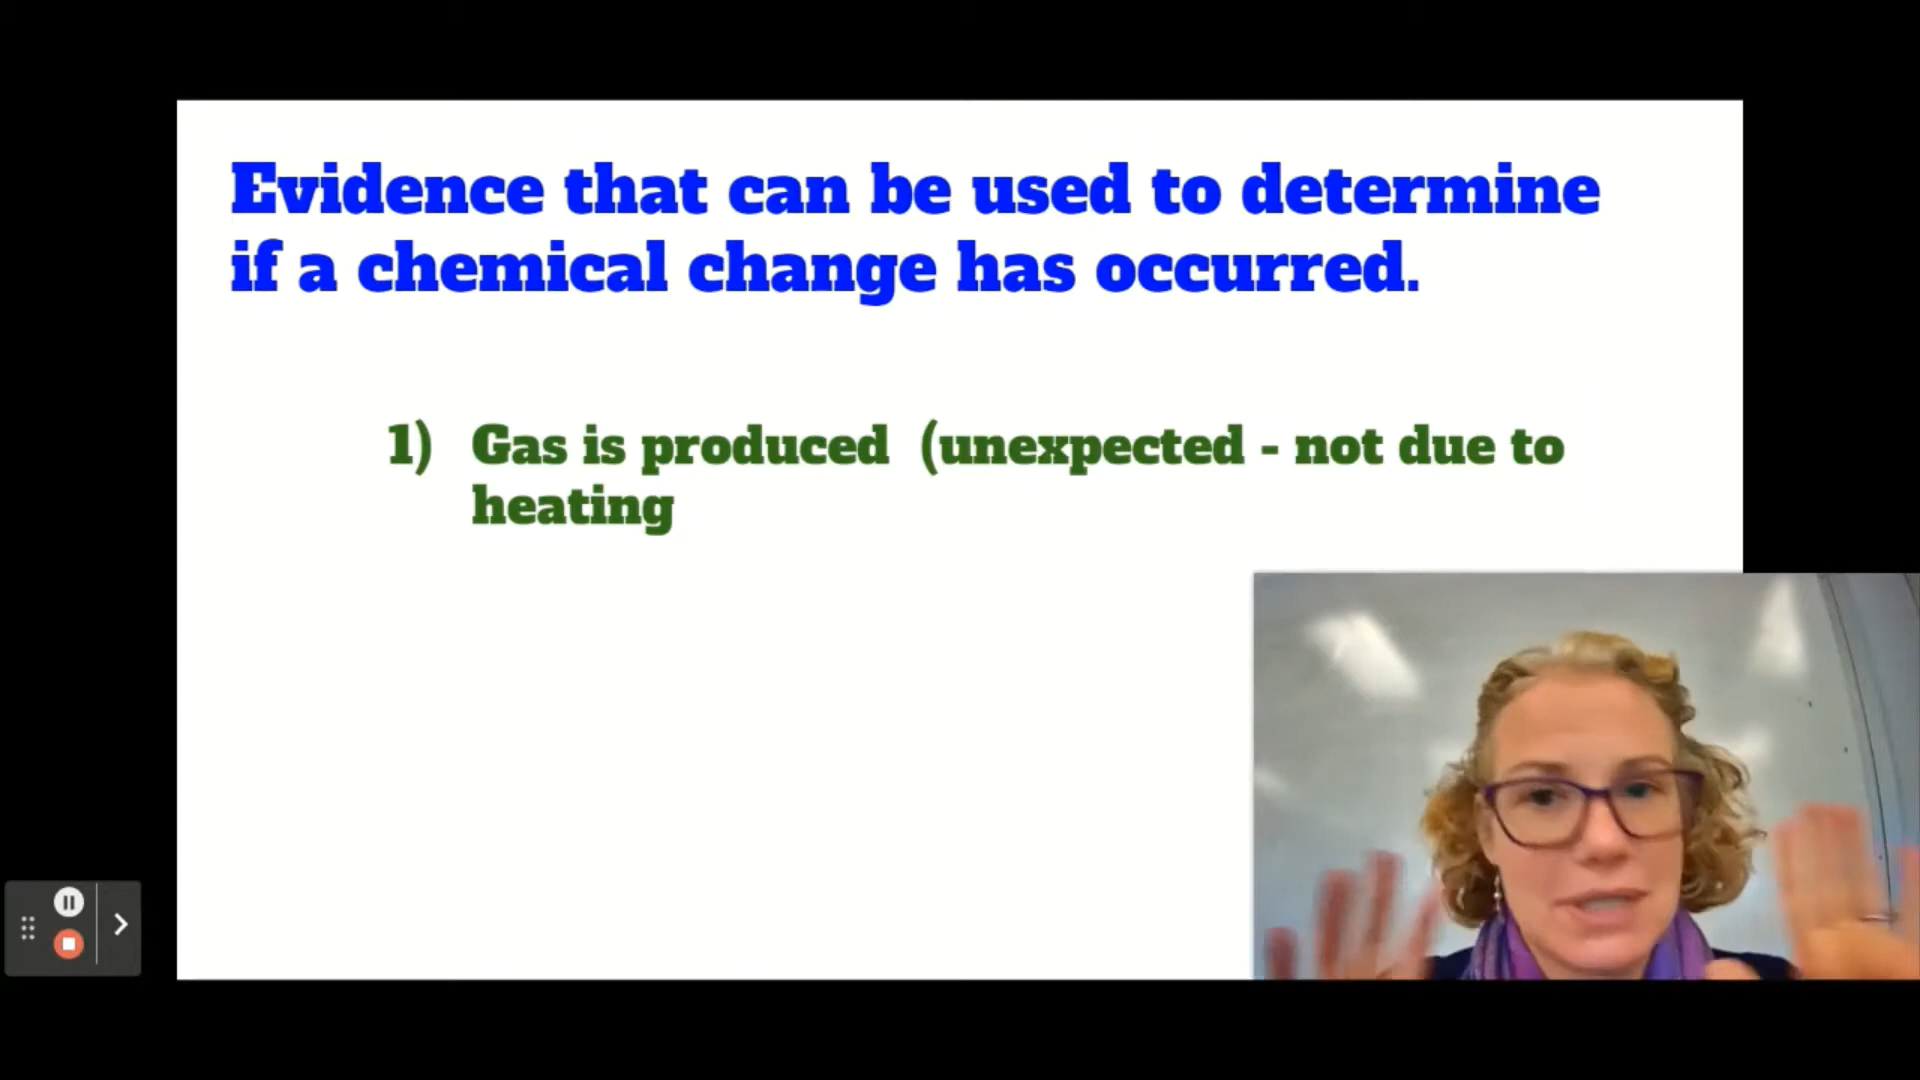 Evidence that can be used to determine
if a chemical change has occurred.
1) Gas is produced (unexpected - not due to
heating